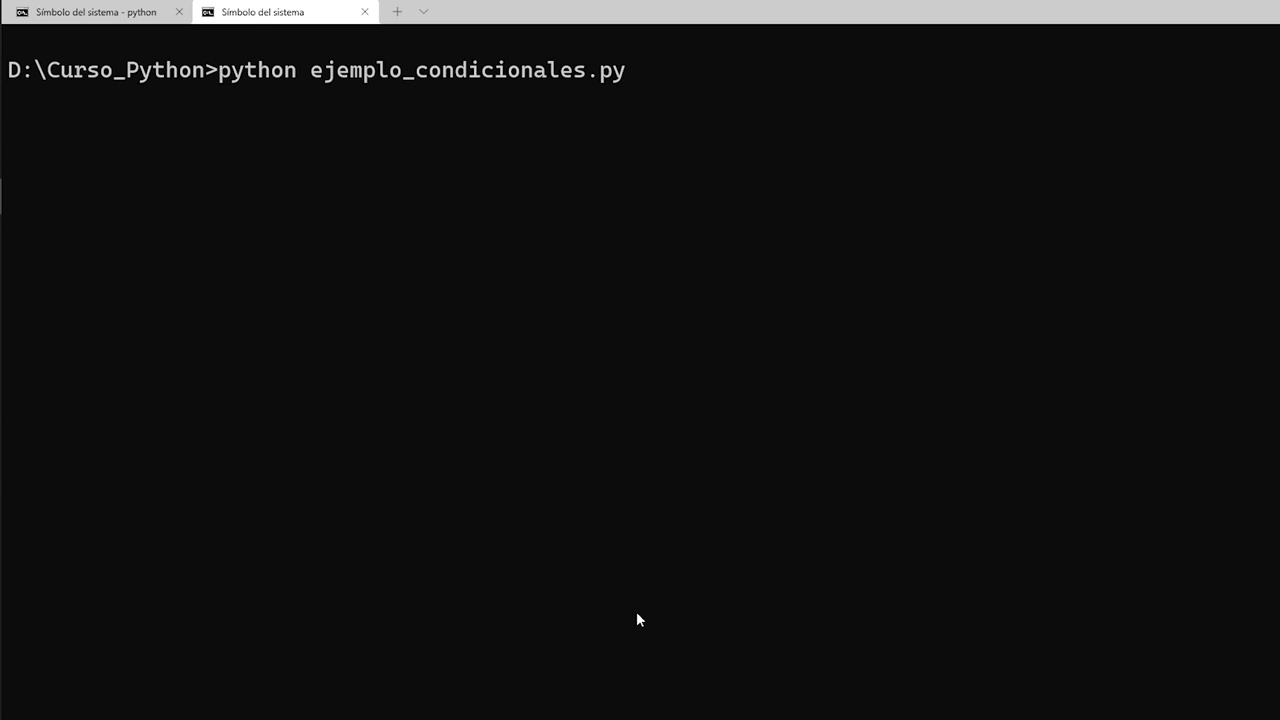 Símbolo del sistema - python
Símbolo del sistema
D:\Curso_Python>python ejemplo_condicionales.py